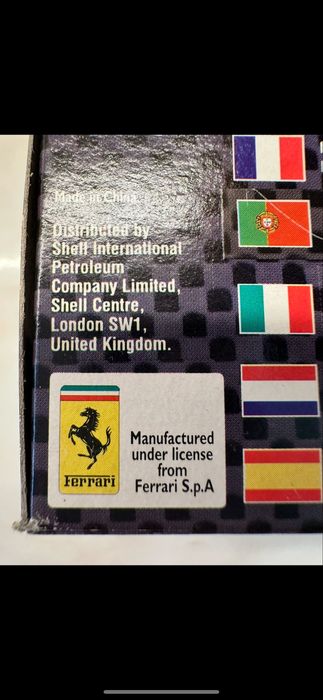 Made in China.
Distributed by
Shell International
Petroleum
Company Limited,
Shell Centre,
London SW1,
United Kingdom.
Manufactured
under license
from
Ferrari S.p.A
Ferrari